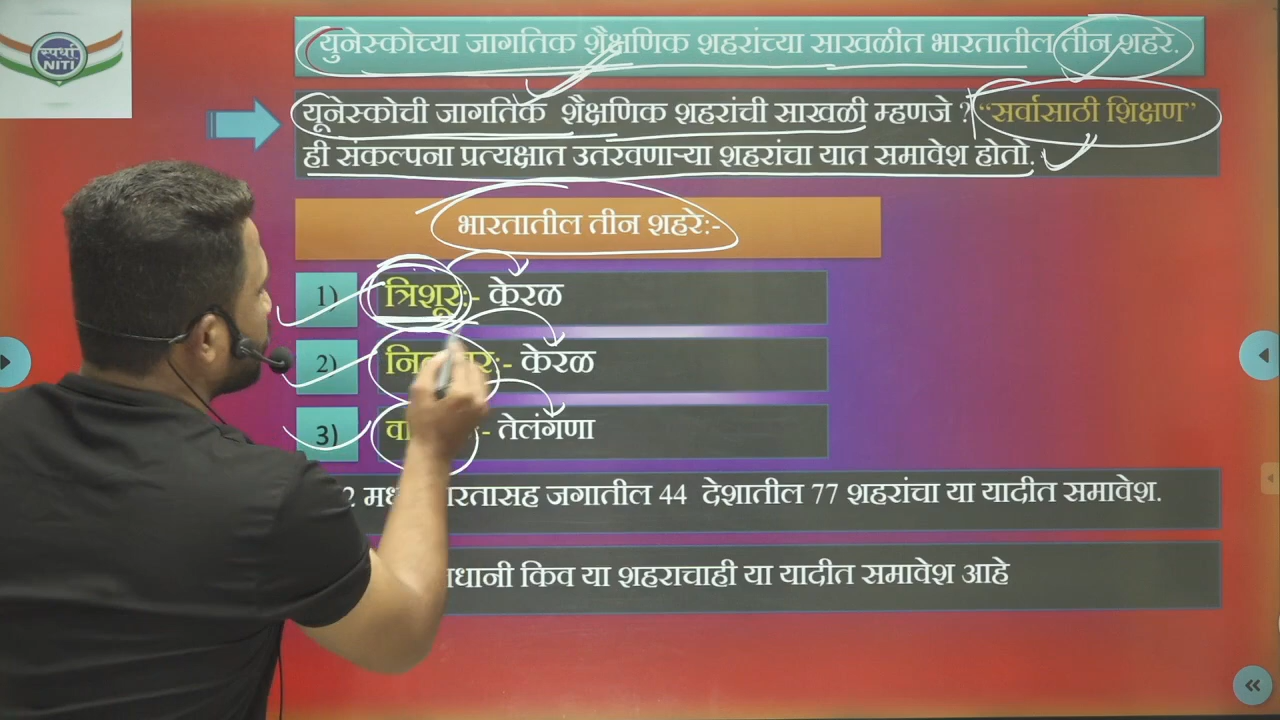 स्पर्धा
NITI
युनेस्कोच्या जागतिक शैक्षणिक शहरांच्या साखळीत भारतातील तीन शहरे.
यूनेस्कोची जागतिक शैक्षणिक शहरांची साखळी म्हणजे ? “सर्वासाठी शिक्षण”
ही संकल्पना प्रत्यक्षात उतरवणाऱ्या शहरांचा यात समावेश होतो.
भारतातील तीन शहरे:-
1) त्रिशूर:- केरळ
2) :- केरळ
3) :- तेलंगणा
जगातील 44 देशातील 77 शहरांचा या यादीत समावेश.
किव या शहराचाही या यादीत समावेश आहे